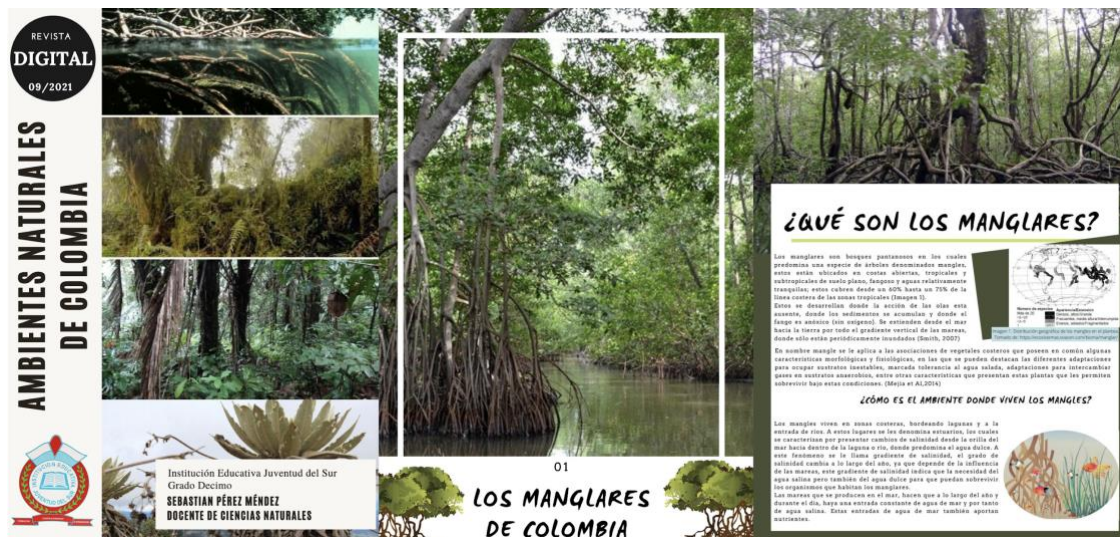 REVISTA
DIGITAL
09/2021
AMBIENTES NATURALES
DE COLOMBIA
Institución Educativa Juventud del Sur
Grado Decimo
SEBASTIAN PÉREZ MÉNDEZ
DOCENTE DE CIENCIAS NATURALES
01
LOS MANGLARES
DE COLOMBIA
¿QUÉ SON LOS MANGLARES?
Los manglares son bosques pantanosos en los cuales
predomina una especie de árboles denominados mangles,
estos están ubicados en costas abiertas, tropicales y
subtropicales de suelo plano, fangoso y aguas relativamente
tranquilas; estos cubren desde un 60% hasta un 75% de la
línea costera de las zonas tropicales (Imagen 1).
Estos se desarrollan donde la acción de las olas esta
ausente, donde los sedimentos se acumulan y donde el
fango es anóxico (sin oxígeno). Se extienden desde el mar
hacia la tierra por todo el gradiente vertical de las mareas,
donde sólo están periódicamente inundados (Smith, 2007)
En nombre mangle se le aplica a las asociaciones de vegetales costeros que poseen en común algunas
características morfológicas y fisiológicas, en las que se pueden destacan las diferentes adaptaciones
para ocupar sustratos inestables, marcada tolerancia al agua salada, adaptaciones para intercambiar
gases en sustratos anaerobios, entre otras características que presentan estas plantas que les permiten
sobrevivir bajo estas condiciones. (Mejía et Al,2014)
¿CÓMO ES EL AMBIENTE DONDE VIVEN LOS MANGLES?
Los mangles viven en zonas costeras, bordeando lagunas y a la
entrada de ríos. A estos lugares se les denomina estuarios, los cuales
se caracterizan por presentar cambios de salinidad desde la orilla del
mar hacia dentro de la laguna o río, donde predomina el agua dulce. A
este fenómeno se le llama gradiente de salinidad, el grado de
salinidad cambia a lo largo del año, ya que depende de la influencia
de las mareas, este gradiente de salinidad indica que la necesidad del
agua salina pero también del agua dulce para que puedan sobrevivir
los organismos que habitan los manglares.
Las mareas que se producen en el mar, hacen que a lo largo del año y
durante el día, haya una entrada constante de agua de mar y por tanto
de agua salina. Estas entradas de agua de mar también aportan
nutrientes.